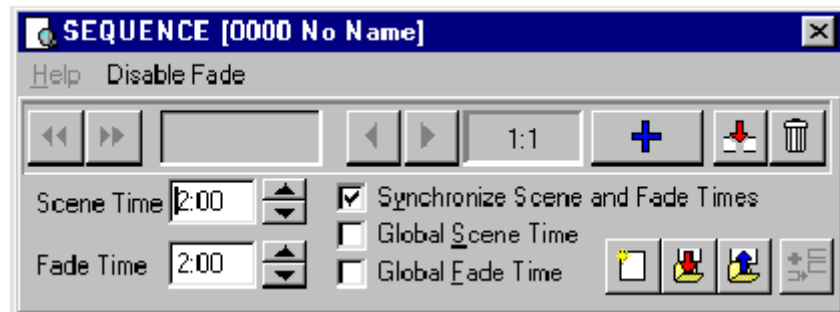 SEQUENCE [0000 No Name]
Help Disable Fade
1:1
Scene Time 2:00 Synchronize Scene and Fade Times
Global Scene Time
Fade Time 2:00 Global Fade Time